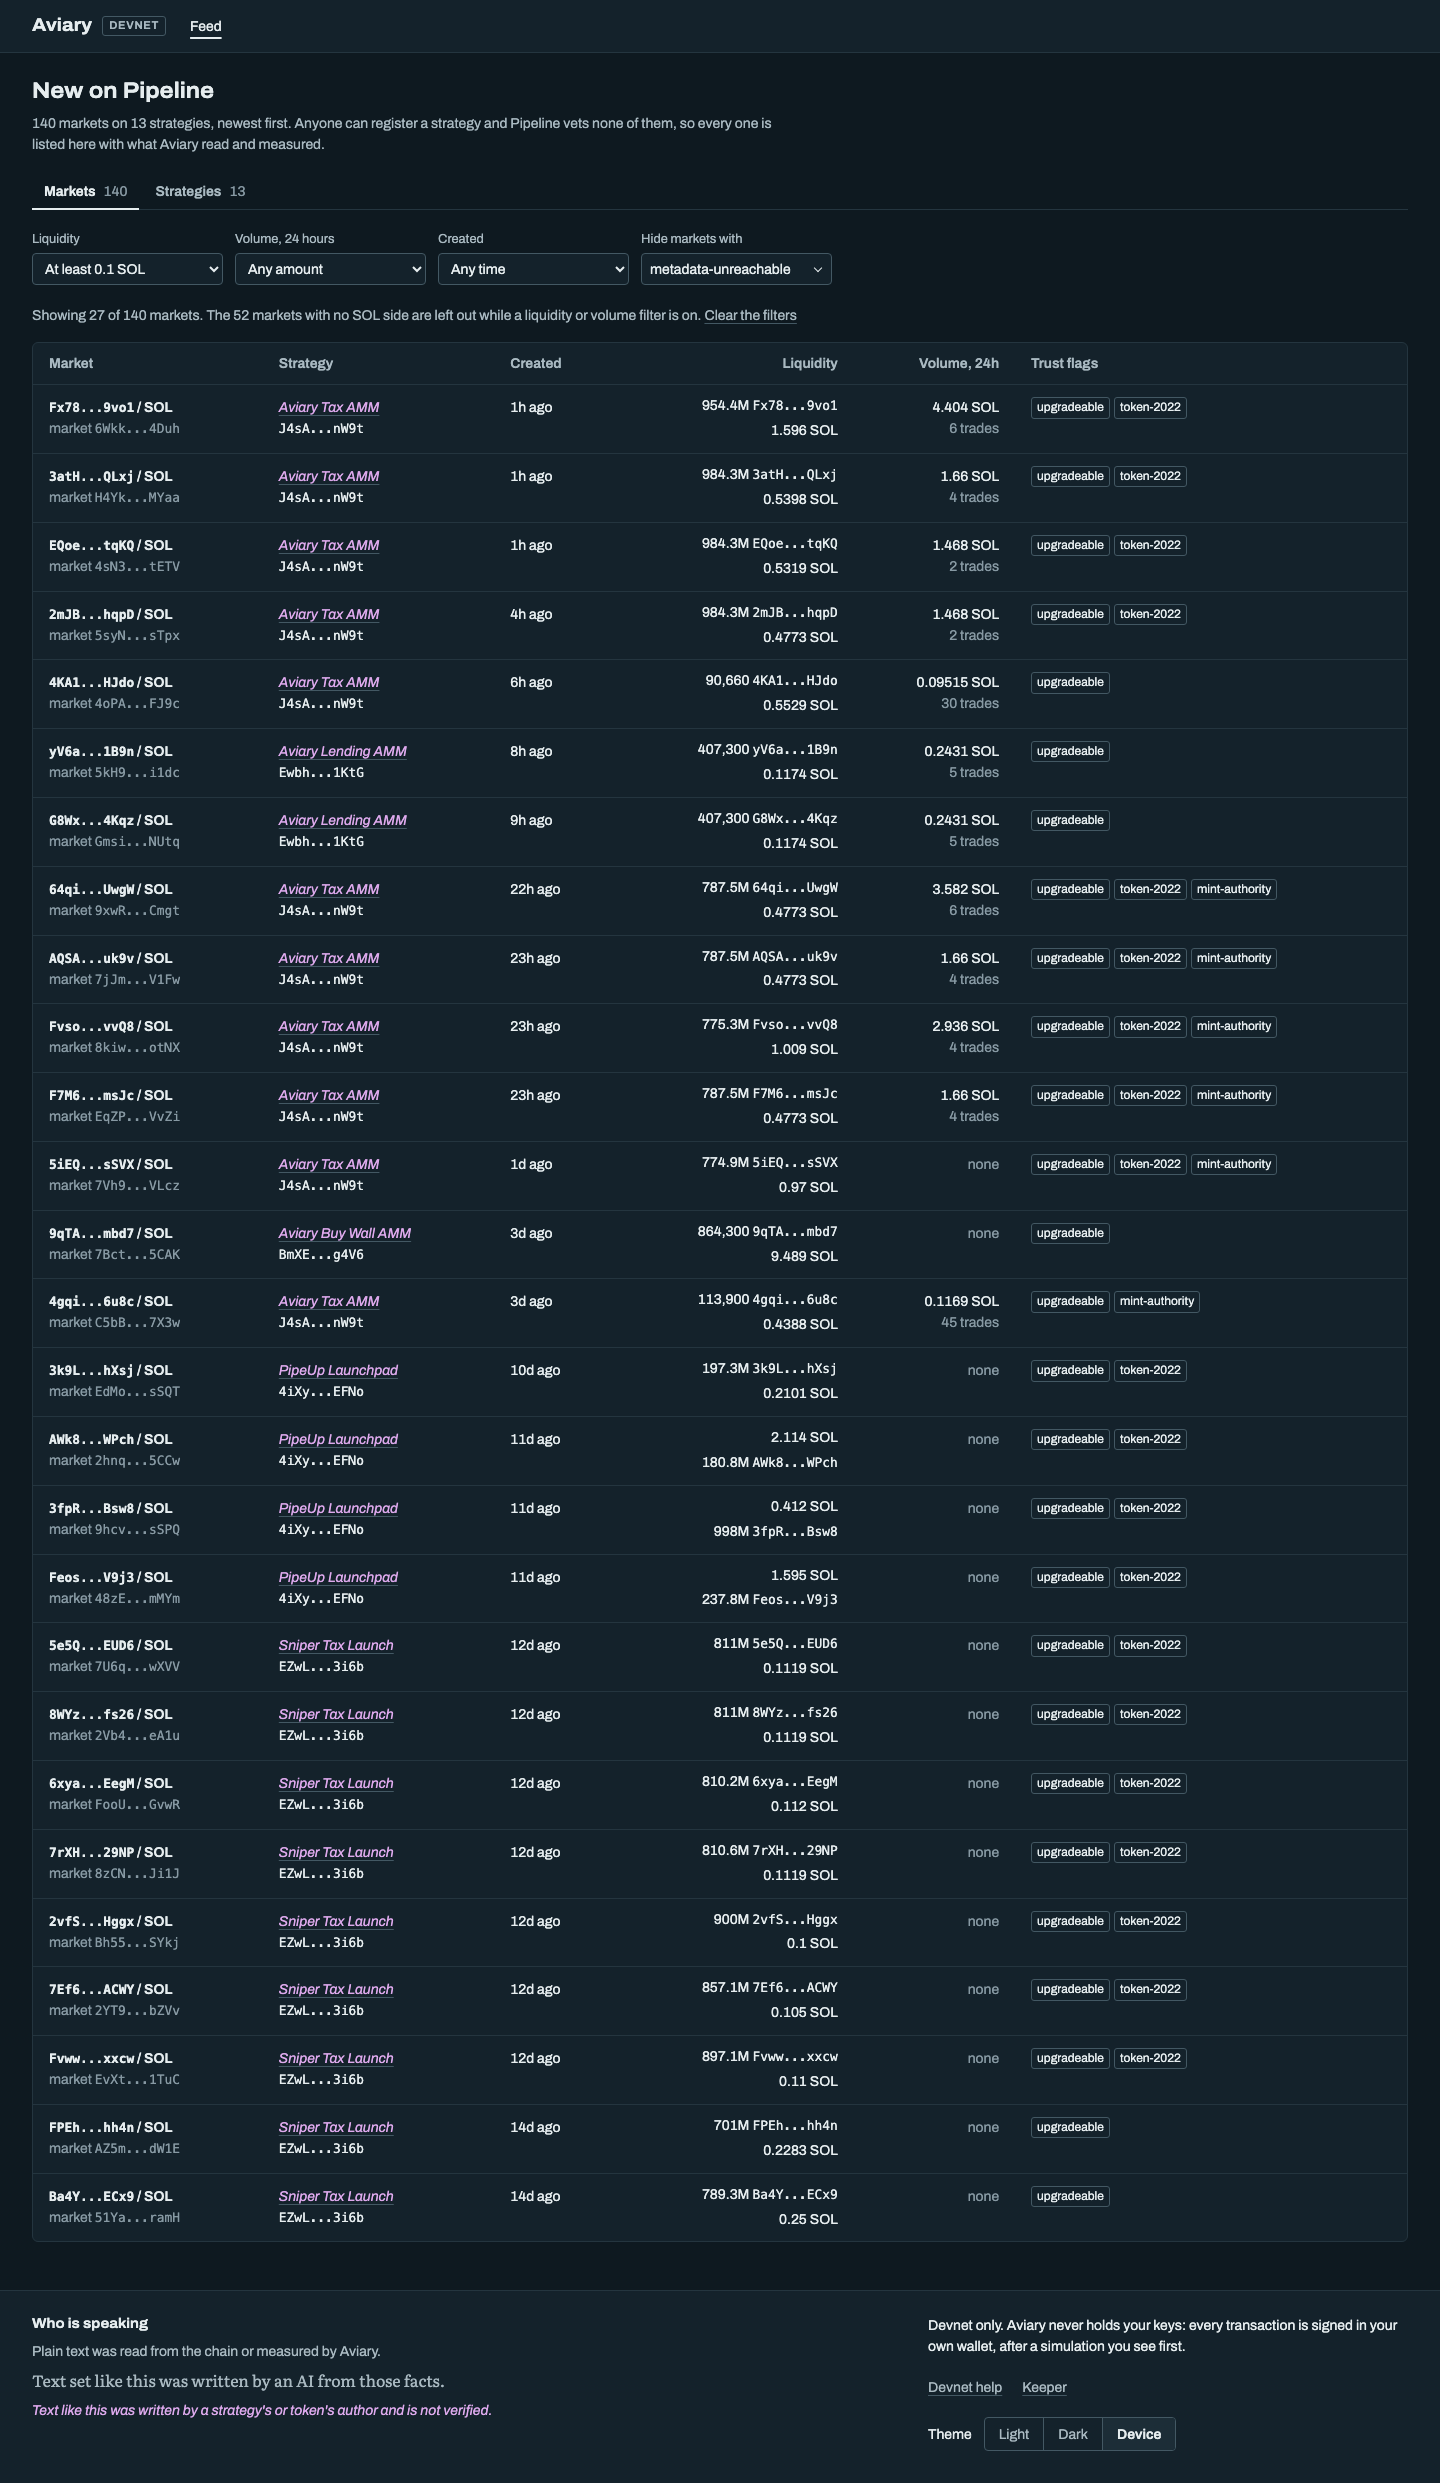 Aviary DEVNET Feed
New on Pipeline
140 markets on 13 strategies, newest first. Anyone can register a strategy and Pipeline vets none of them, so every one is
listed here with what Aviary read and measured.
Markets 140 Strategies 13
Liquidity Volume, 24 hours Created Hide markets with
At least 0.1 SOL Any amount Any time metadata-unreachable
Showing 27 of 140 markets. The 52 markets with no SOL side are left out while a liquidity or volume filter is on. Clear the filters
Market Strategy Created Liquidity Volume, 24h Trust flags
Fx78...9vo1 / SOL Aviary Tax AMM 1h ago 954.4M Fx78...9vo1 4.404 SOL upgradeable token-2022
market 6Wkk...4Duh J4sA...nW9t 1.596 SOL 6 trades
3atH...QLxj / SOL Aviary Tax AMM 1h ago 984.3M 3atH...QLxj 1.66 SOL upgradeable token-2022
market H4Yk...MYaa J4sA...nW9t 0.5398 SOL 4 trades
EQoe...tqKQ / SOL Aviary Tax AMM 1h ago 984.3M EQoe...tqKQ 1.468 SOL upgradeable token-2022
market 4sN3...tETV J4sA...nW9t 0.5319 SOL 2 trades
2mJB...hqpD / SOL Aviary Tax AMM 4h ago 984.3M 2mJB...hqpD 1.468 SOL upgradeable token-2022
market 5syN...sTpx J4sA...nW9t 0.4773 SOL 2 trades
4KA1...HJdo / SOL Aviary Tax AMM 6h ago 90,660 4KA1...HJdo 0.09515 SOL upgradeable
market 4oPA...FJ9c J4sA...nW9t 0.5529 SOL 30 trades
yV6a...1B9n / SOL Aviary Lending AMM 8h ago 407,300 yV6a...1B9n 0.2431 SOL upgradeable
market 5kH9...i1dc Ewbh...1KtG 0.1174 SOL 5 trades
G8Wx...4Kqz / SOL Aviary Lending AMM 9h ago 407,300 G8Wx...4Kqz 0.2431 SOL upgradeable
market Gmsi...NUtq Ewbh...1KtG 0.1174 SOL 5 trades
64qi...UwgW / SOL Aviary Tax AMM 22h ago 787.5M 64qi...UwgW 3.582 SOL upgradeable token-2022 mint-authority
market 9xwR...Cmgt J4sA...nW9t 0.4773 SOL 6 trades
AQSA...uk9v / SOL Aviary Tax AMM 23h ago 787.5M AQSA...uk9v 1.66 SOL upgradeable token-2022 mint-authority
market 7jJm...V1Fw J4sA...nW9t 0.4773 SOL 4 trades
Fvso...vvQ8 / SOL Aviary Tax AMM 23h ago 775.3M Fvso...vvQ8 2.936 SOL upgradeable token-2022 mint-authority
market 8kiw...otNX J4sA...nW9t 1.009 SOL 4 trades
F7M6...msJc / SOL Aviary Tax AMM 23h ago 787.5M F7M6...msJc 1.66 SOL upgradeable token-2022 mint-authority
market EqZP...VvZi J4sA...nW9t 0.4773 SOL 4 trades
5iEQ...sSVX / SOL Aviary Tax AMM 1d ago 774.9M 5iEQ...sSVX none upgradeable token-2022 mint-authority
market 7Vh9...VLcz J4sA...nW9t 0.97 SOL
9qTA...mbd7 / SOL Aviary Buy Wall AMM 3d ago 864,300 9qTA...mbd7 none upgradeable
market 7Bct...5CAK BmXE...g4V6 9.489 SOL
4gqi...6u8c / SOL Aviary Tax AMM 3d ago 113,900 4gqi...6u8c 0.1169 SOL upgradeable mint-authority
market C5bB...7X3w J4sA...nW9t 0.4388 SOL 45 trades
3k9L...hXsj / SOL PipeUp Launchpad 10d ago 197.3M 3k9L...hXsj none upgradeable token-2022
market EdMo...sSQT 4iXy...EFNo 0.2101 SOL
AWk8...WPch / SOL PipeUp Launchpad 11d ago 2.114 SOL none upgradeable token-2022
market 2hnq...5CCw 4iXy...EFNo 180.8M AWk8...WPch
3fpR...Bsw8 / SOL PipeUp Launchpad 11d ago 0.412 SOL none upgradeable token-2022
market 9hcv...sSPQ 4iXy...EFNo 998M 3fpR...Bsw8
Feos...V9j3 / SOL PipeUp Launchpad 11d ago 1.595 SOL none upgradeable token-2022
market 48zE...mMYm 4iXy...EFNo 237.8M Feos...V9j3
5e5Q...EUD6 / SOL Sniper Tax Launch 12d ago 811M 5e5Q...EUD6 none upgradeable token-2022
market 7U6q...wXVV EZwL...3i6b 0.1119 SOL
8WYz...fs26 / SOL Sniper Tax Launch 12d ago 811M 8WYz...fs26 none upgradeable token-2022
market 2Vb4...eA1u EZwL...3i6b 0.1119 SOL
6xya...EegM / SOL Sniper Tax Launch 12d ago 810.2M 6xya...EegM none upgradeable token-2022
market FooU...GvwR EZwL...3i6b 0.112 SOL
7rXH...29NP / SOL Sniper Tax Launch 12d ago 810.6M 7rXH...29NP none upgradeable token-2022
market 8zCN...Ji1J EZwL...3i6b 0.1119 SOL
2vfS...Hggx / SOL Sniper Tax Launch 12d ago 900M 2vfS...Hggx none upgradeable token-2022
market Bh55...SYkj EZwL...3i6b 0.1 SOL
7Ef6...ACWY / SOL Sniper Tax Launch 12d ago 857.1M 7Ef6...ACWY none upgradeable token-2022
market 2YT9...bZVv EZwL...3i6b 0.105 SOL
Fvww...xxcw / SOL Sniper Tax Launch 12d ago 897.1M Fvww...xxcw none upgradeable token-2022
market EvXt...1TuC EZwL...3i6b 0.11 SOL
FPEh...hh4n / SOL Sniper Tax Launch 14d ago 701M FPEh...hh4n none upgradeable
market AZ5m...dW1E EZwL...3i6b 0.2283 SOL
Ba4Y...ECx9 / SOL Sniper Tax Launch 14d ago 789.3M Ba4Y...ECx9 none upgradeable
market 51Ya...ramH EZwL...3i6b 0.25 SOL
Who is speaking
Plain text was read from the chain or measured by Aviary.
Text set like this was written by an AI from those facts.
Text like this was written by a strategy's or token's author and is not verified.
Devnet only. Aviary never holds your keys: every transaction is signed in your
own wallet, after a simulation you see first.
Devnet help Keeper
Theme Light Dark Device